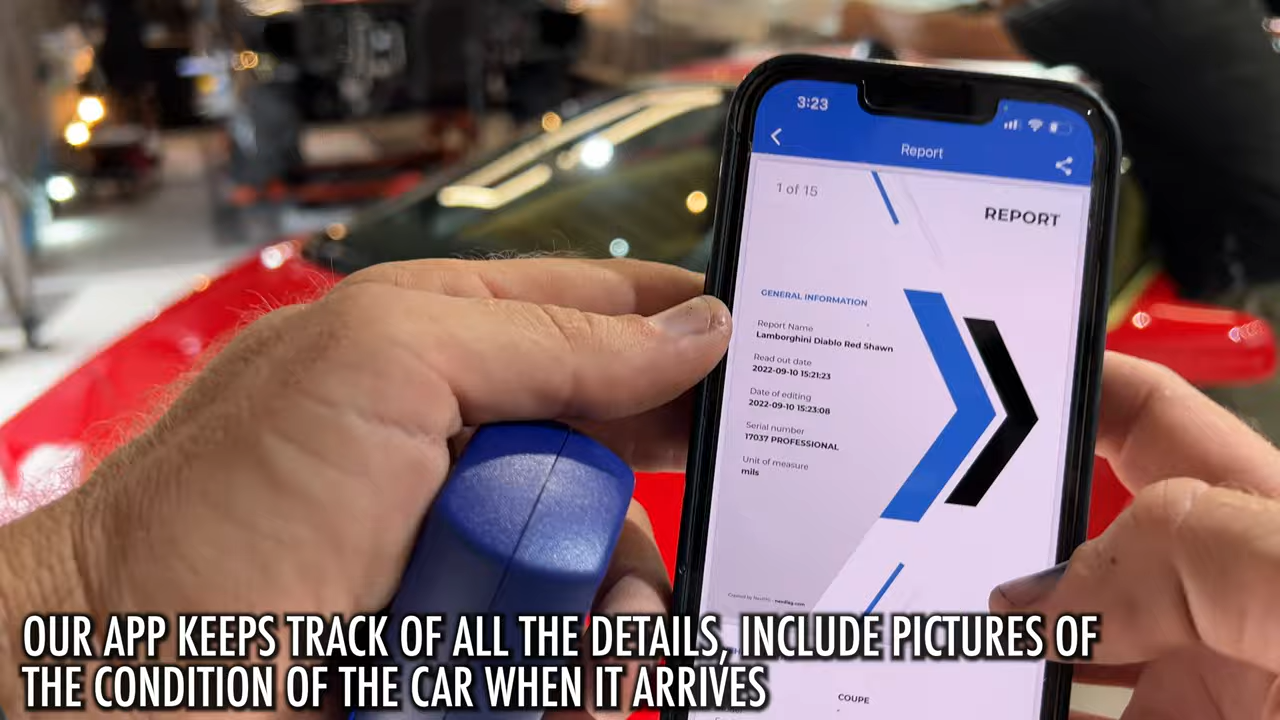 3:23
Report
1 of 15
REPORT
GENERAL INFORMATION
Report Name
Lamborghini Diablo Red Shawn
Read out date
2022-09-10 15:21:23
Date of editing
2022-09-10 15:23:08
Serial number
17037 PROFESSIONAL
Unit of measure
mils
Created by
COUPE
OUR APP KEEPS TRACK OF ALL THE DETAILS, INCLUDE PICTURES OF
THE CONDITION OF THE CAR WHEN IT ARRIVES